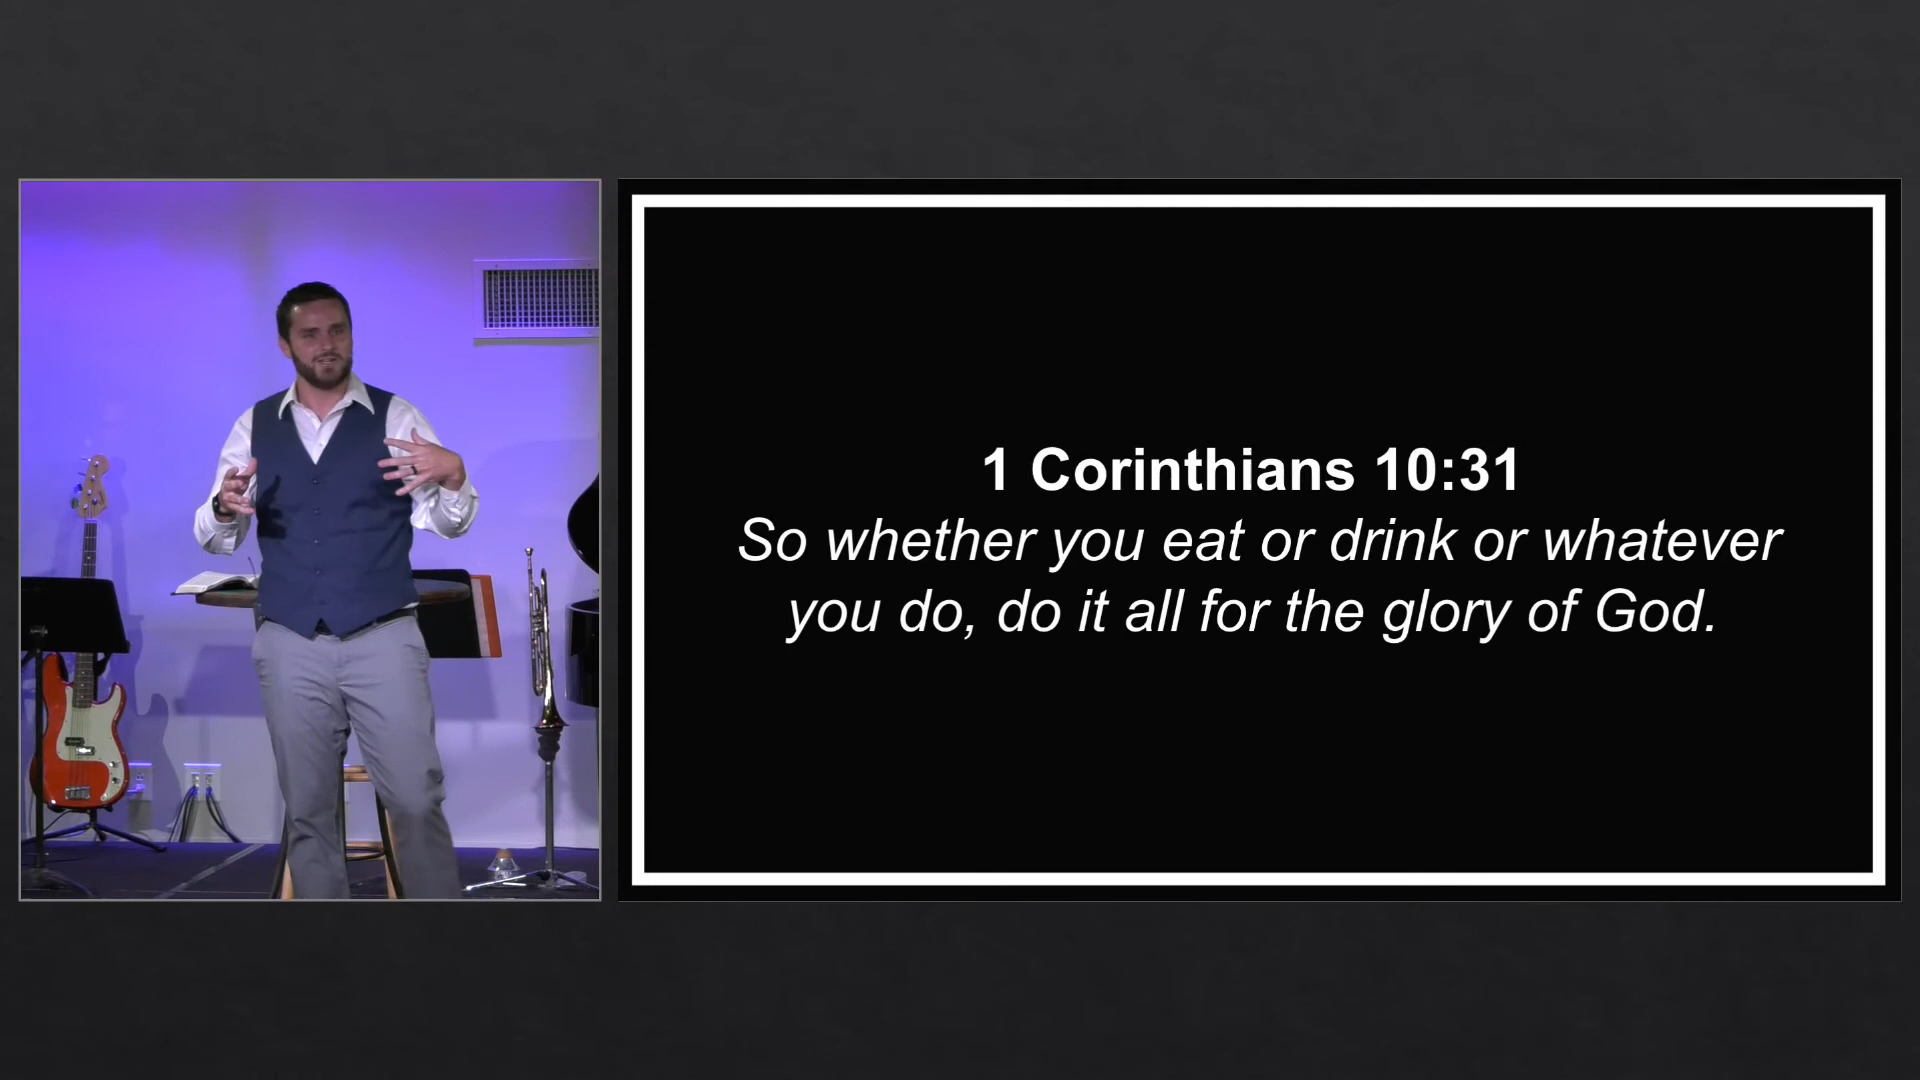 1 Corinthians 10:31
So whether you eat or drink or whatever
you do, do it all for the glory of God.